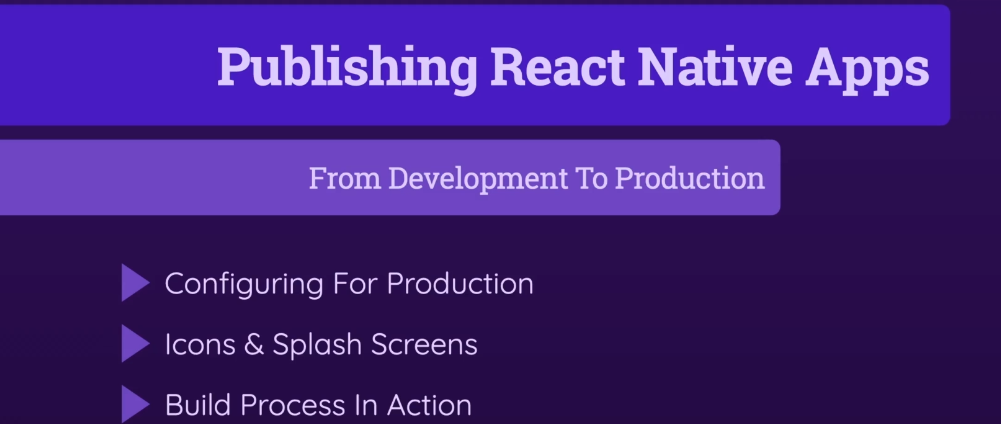 Publishing React Native Apps
From Development To Production
Configuring For Production
Icons & Splash Screens
Build Process In Action